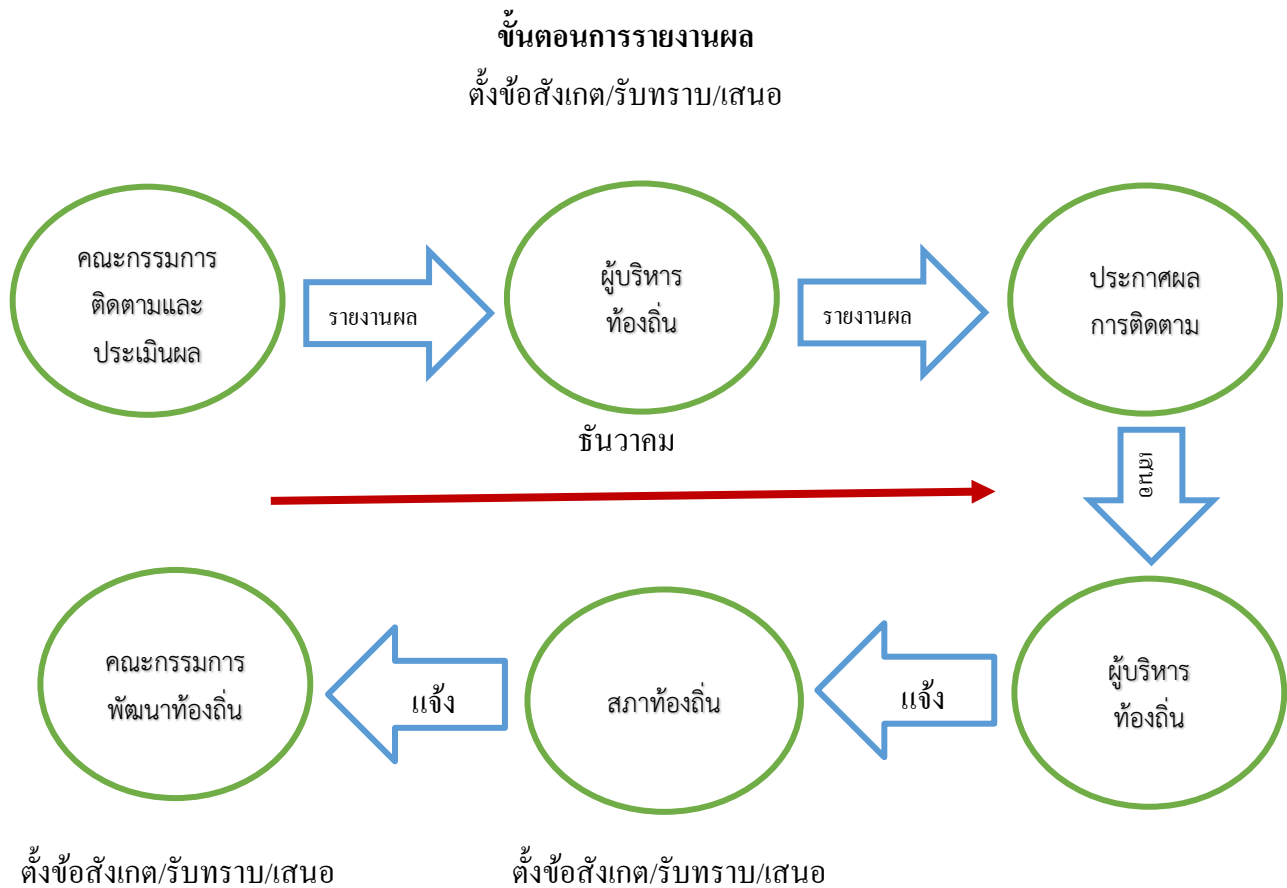 ขั้นตอนการรายงานผล
ตั้งข้อสังเกต/รับทราบ/เสนอ
คณะกรรมการ
ติดตามและ
ประเมินผล
รายงานผล
ผู้บริหาร
ท้องถิ่น
รายงานผล
ประกาศผล
การติดตาม
ธันวาคม
เสนอ
คณะกรรมการ
พัฒนาท้องถิ่น
แจ้ง
สภาท้องถิ่น
แจ้ง
ผู้บริหาร
ท้องถิ่น
ตั้งข้อสังเกต/รับทราบ/เสนอ
ตั้งข้อสังเกต/รับทราบ/เสนอ